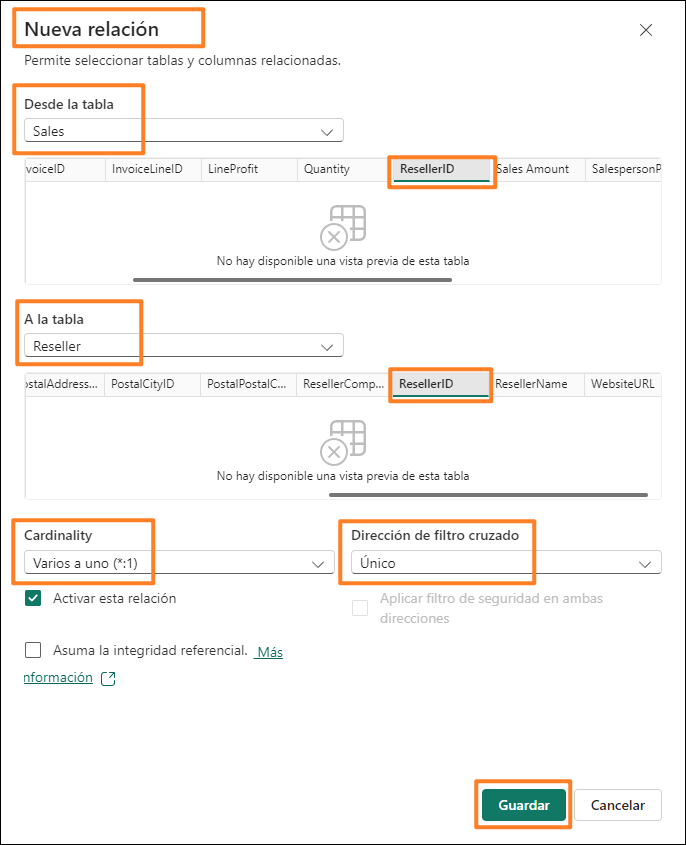 Nueva relación
Permite seleccionar tablas y columnas relacionadas.
Desde la tabla
Sales
voiceID InvoiceLineID LineProfit Quantity ResellerID Sales Amount SalespersonP
No hay disponible una vista previa de esta tabla
A la tabla
Reseller
ostalAddress... PostalCityID PostalPostalC... ResellerComp... ResellerID ResellerName WebsiteURL
No hay disponible una vista previa de esta tabla
Cardinality Dirección de filtro cruzado
Varios a uno (*:1) Único
Activar esta relación Aplicar filtro de seguridad en ambas
direcciones
Asuma la integridad referencial. Más
nformación
Guardar Cancelar